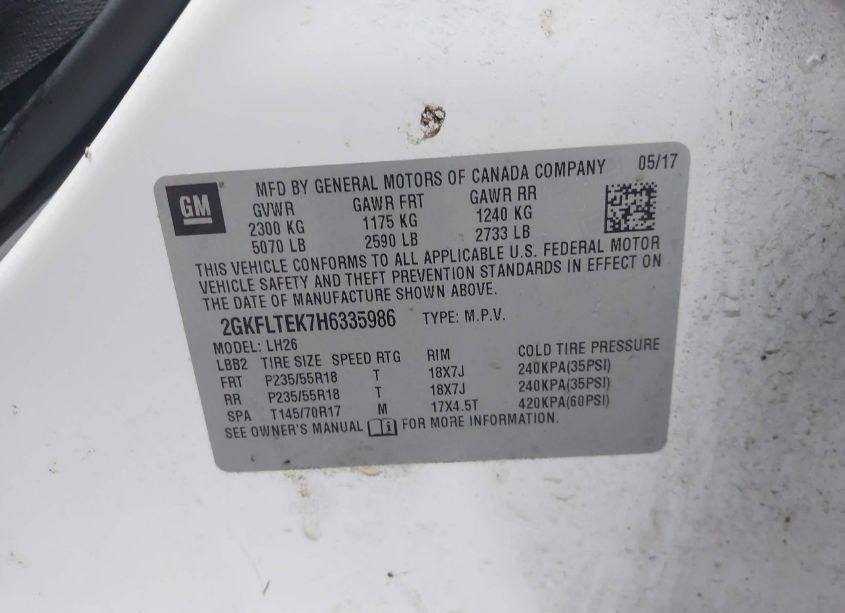 GM
MFD BY GENERAL MOTORS OF CANADA COMPANY 05/17
GVWR GAWR FRT GAWR RR
2300 KG 1175 KG 1240 KG
5070 LB 2590 LB 2733 LB
THIS VEHICLE CONFORMS TO ALL APPLICABLE U.S. FEDERAL MOTOR
VEHICLE SAFETY AND THEFT PREVENTION STANDARDS IN EFFECT ON
THE DATE OF MANUFACTURE SHOWN ABOVE.
2GKFLTEK7H6335986 TYPE: M.P.V.
MODEL: LH26
LBB2 TIRE SIZE SPEED RTG RIM COLD TIRE PRESSURE
FRT P235/55R18 T 18X7J 240KPA(35PSI)
RR P235/55R18 T 18X7J 240KPA(35PSI)
SPA T145/70R17 M 17X4.5T 420KPA(60PSI)
SEE OWNER'S MANUAL FOR MORE INFORMATION.